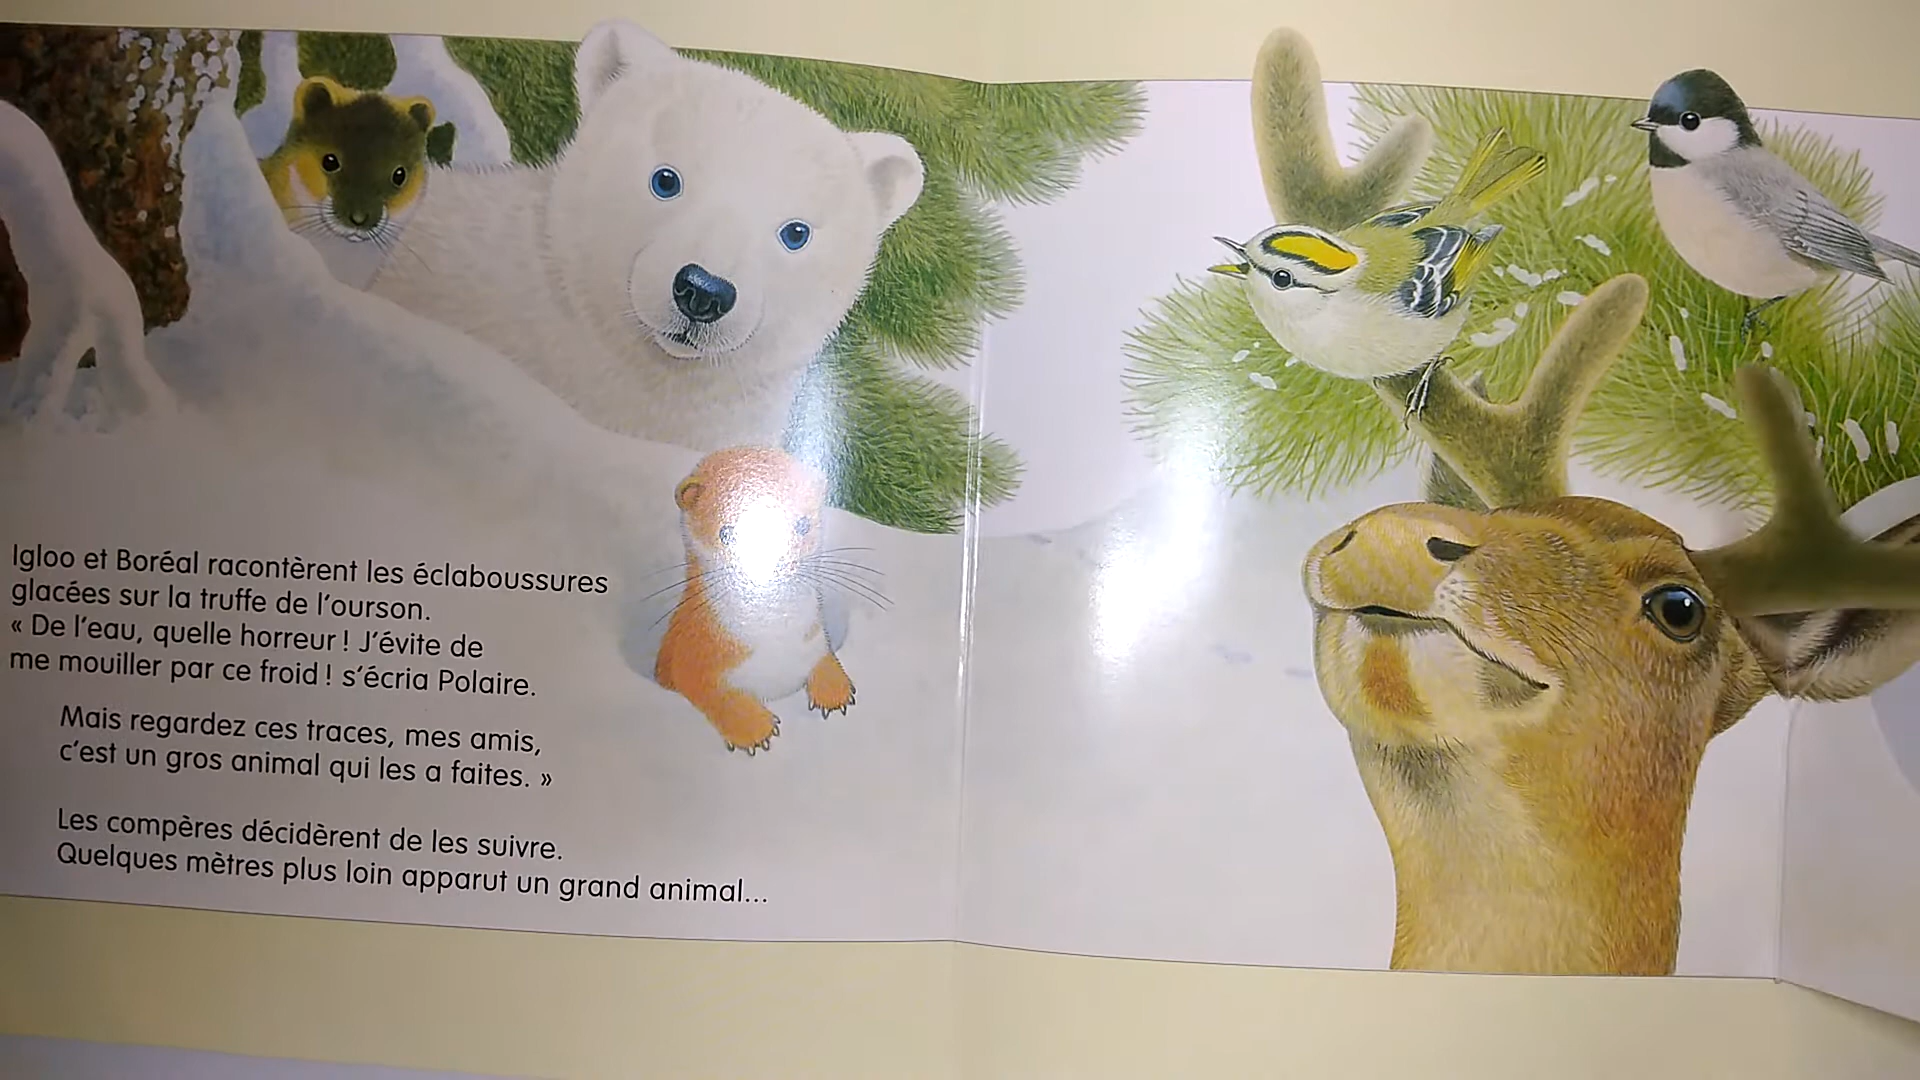 Igloo et Boréal racontèrent les éclaboussures
glacées sur la truffe de l'ourson.
« De l'eau, quelle horreur ! J'évite de
me mouiller par ce froid ! s'écria Polaire.
Mais regardez ces traces, mes amis,
c'est un gros animal qui les a faites. »
Les compères décidèrent de les suivre.
Quelques mètres plus loin apparut un grand animal...